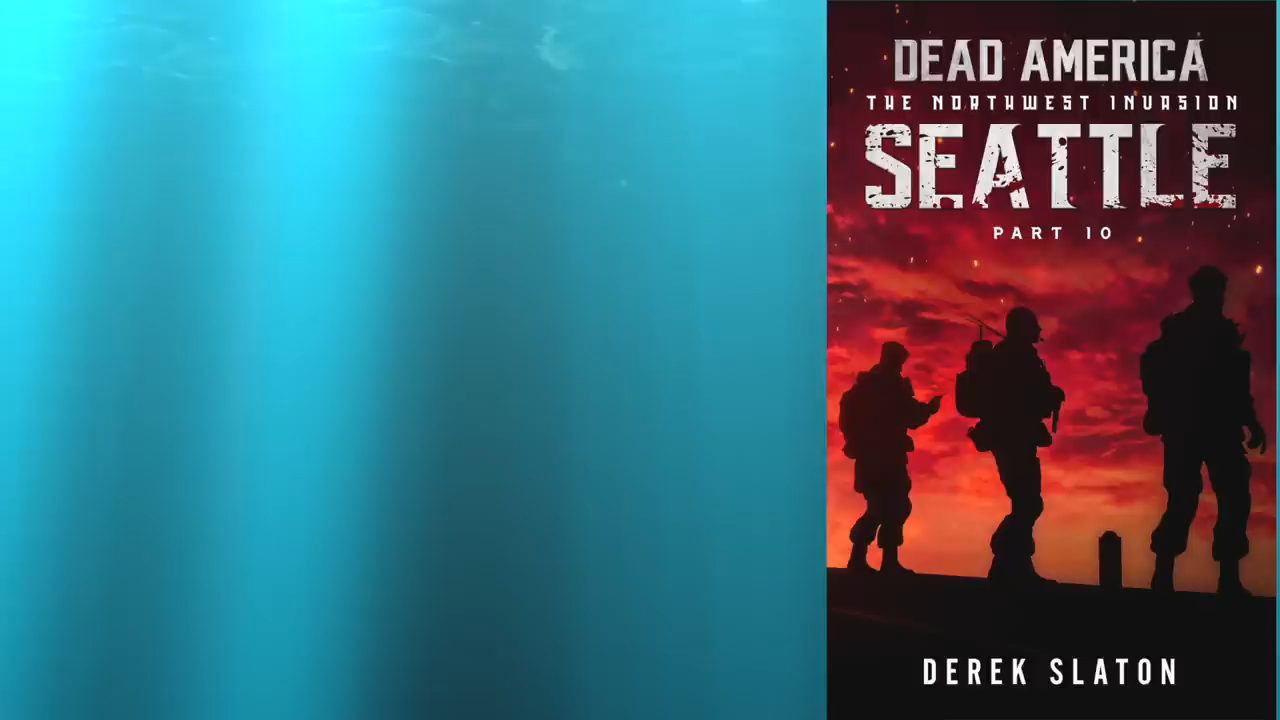 DEAD AMERICA
THE NORTHWEST INVASION
SEATTLE
PART 10
DEREK SLATON